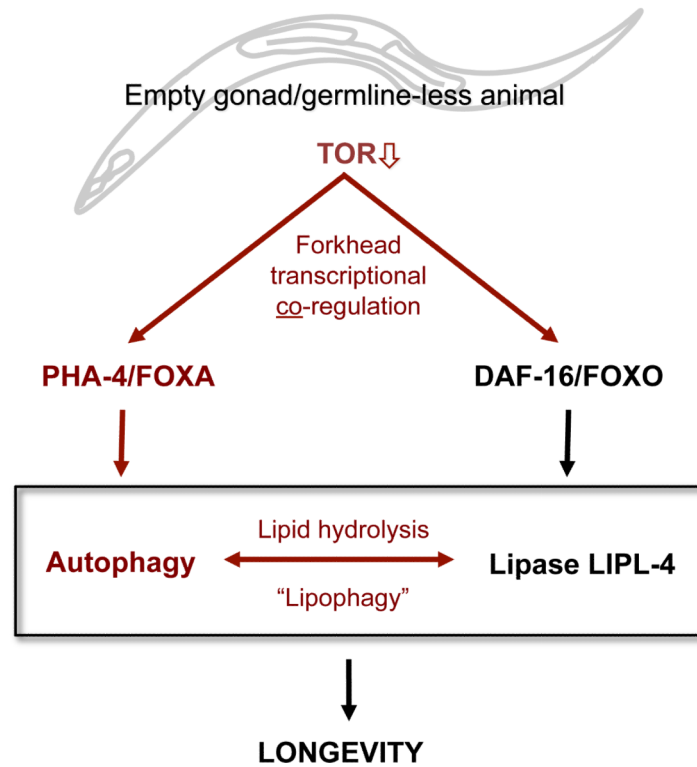 Empty gonad/germline-less animal
TOR⇩
Forkhead
transcriptional
co-regulation
PHA-4/FOXA
DAF-16/FOXO
Lipid hydrolysis
Autophagy
Lipase LIPL-4
“Lipophagy”
LONGEVITY